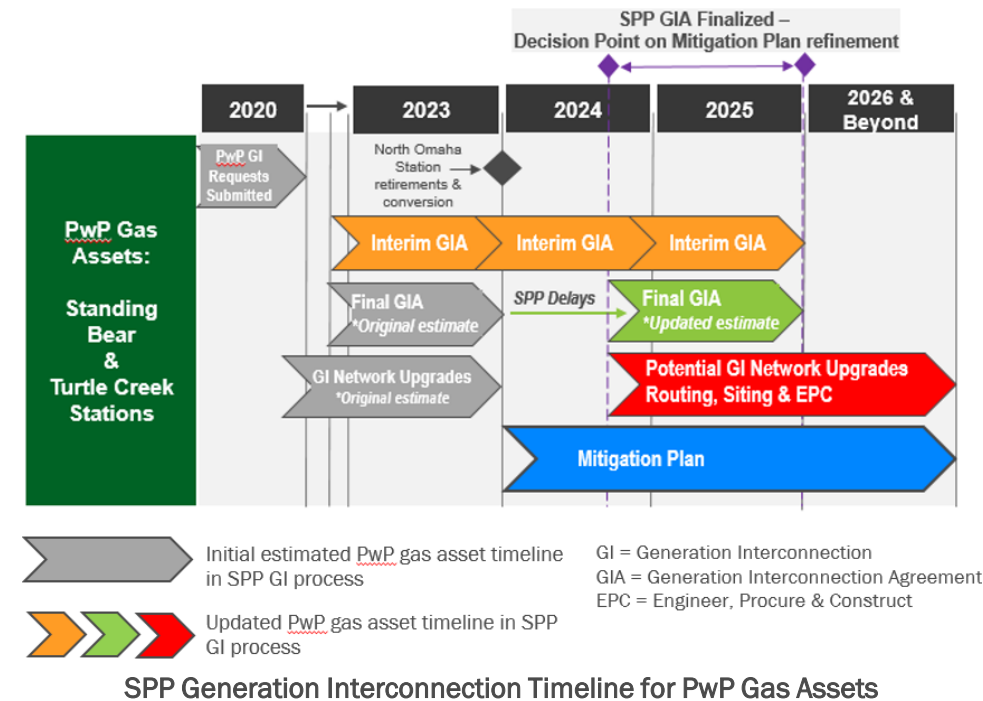 SPP GIA Finalized –
Decision Point on Mitigation Plan refinement
2020
2023
2024
2025
2026 &
Beyond
PwP GI
Requests
Submitted
North Omaha
Station
retirements &
conversion
PwP Gas
Assets:
Standing
Bear
&
Turtle Creek
Stations
Interim GIA
Interim GIA
Interim GIA
Final GIA
*Original estimate
SPP Delays
Final GIA
*Updated estimate
GI Network Upgrades
*Original estimate
Potential GI Network Upgrades
Routing, Siting & EPC
Mitigation Plan
Initial estimated PwP gas asset timeline
in SPP GI process
Updated PwP gas asset timeline in SPP
GI process
GI = Generation Interconnection
GIA = Generation Interconnection Agreement
EPC = Engineer, Procure & Construct
SPP Generation Interconnection Timeline for PwP Gas Assets